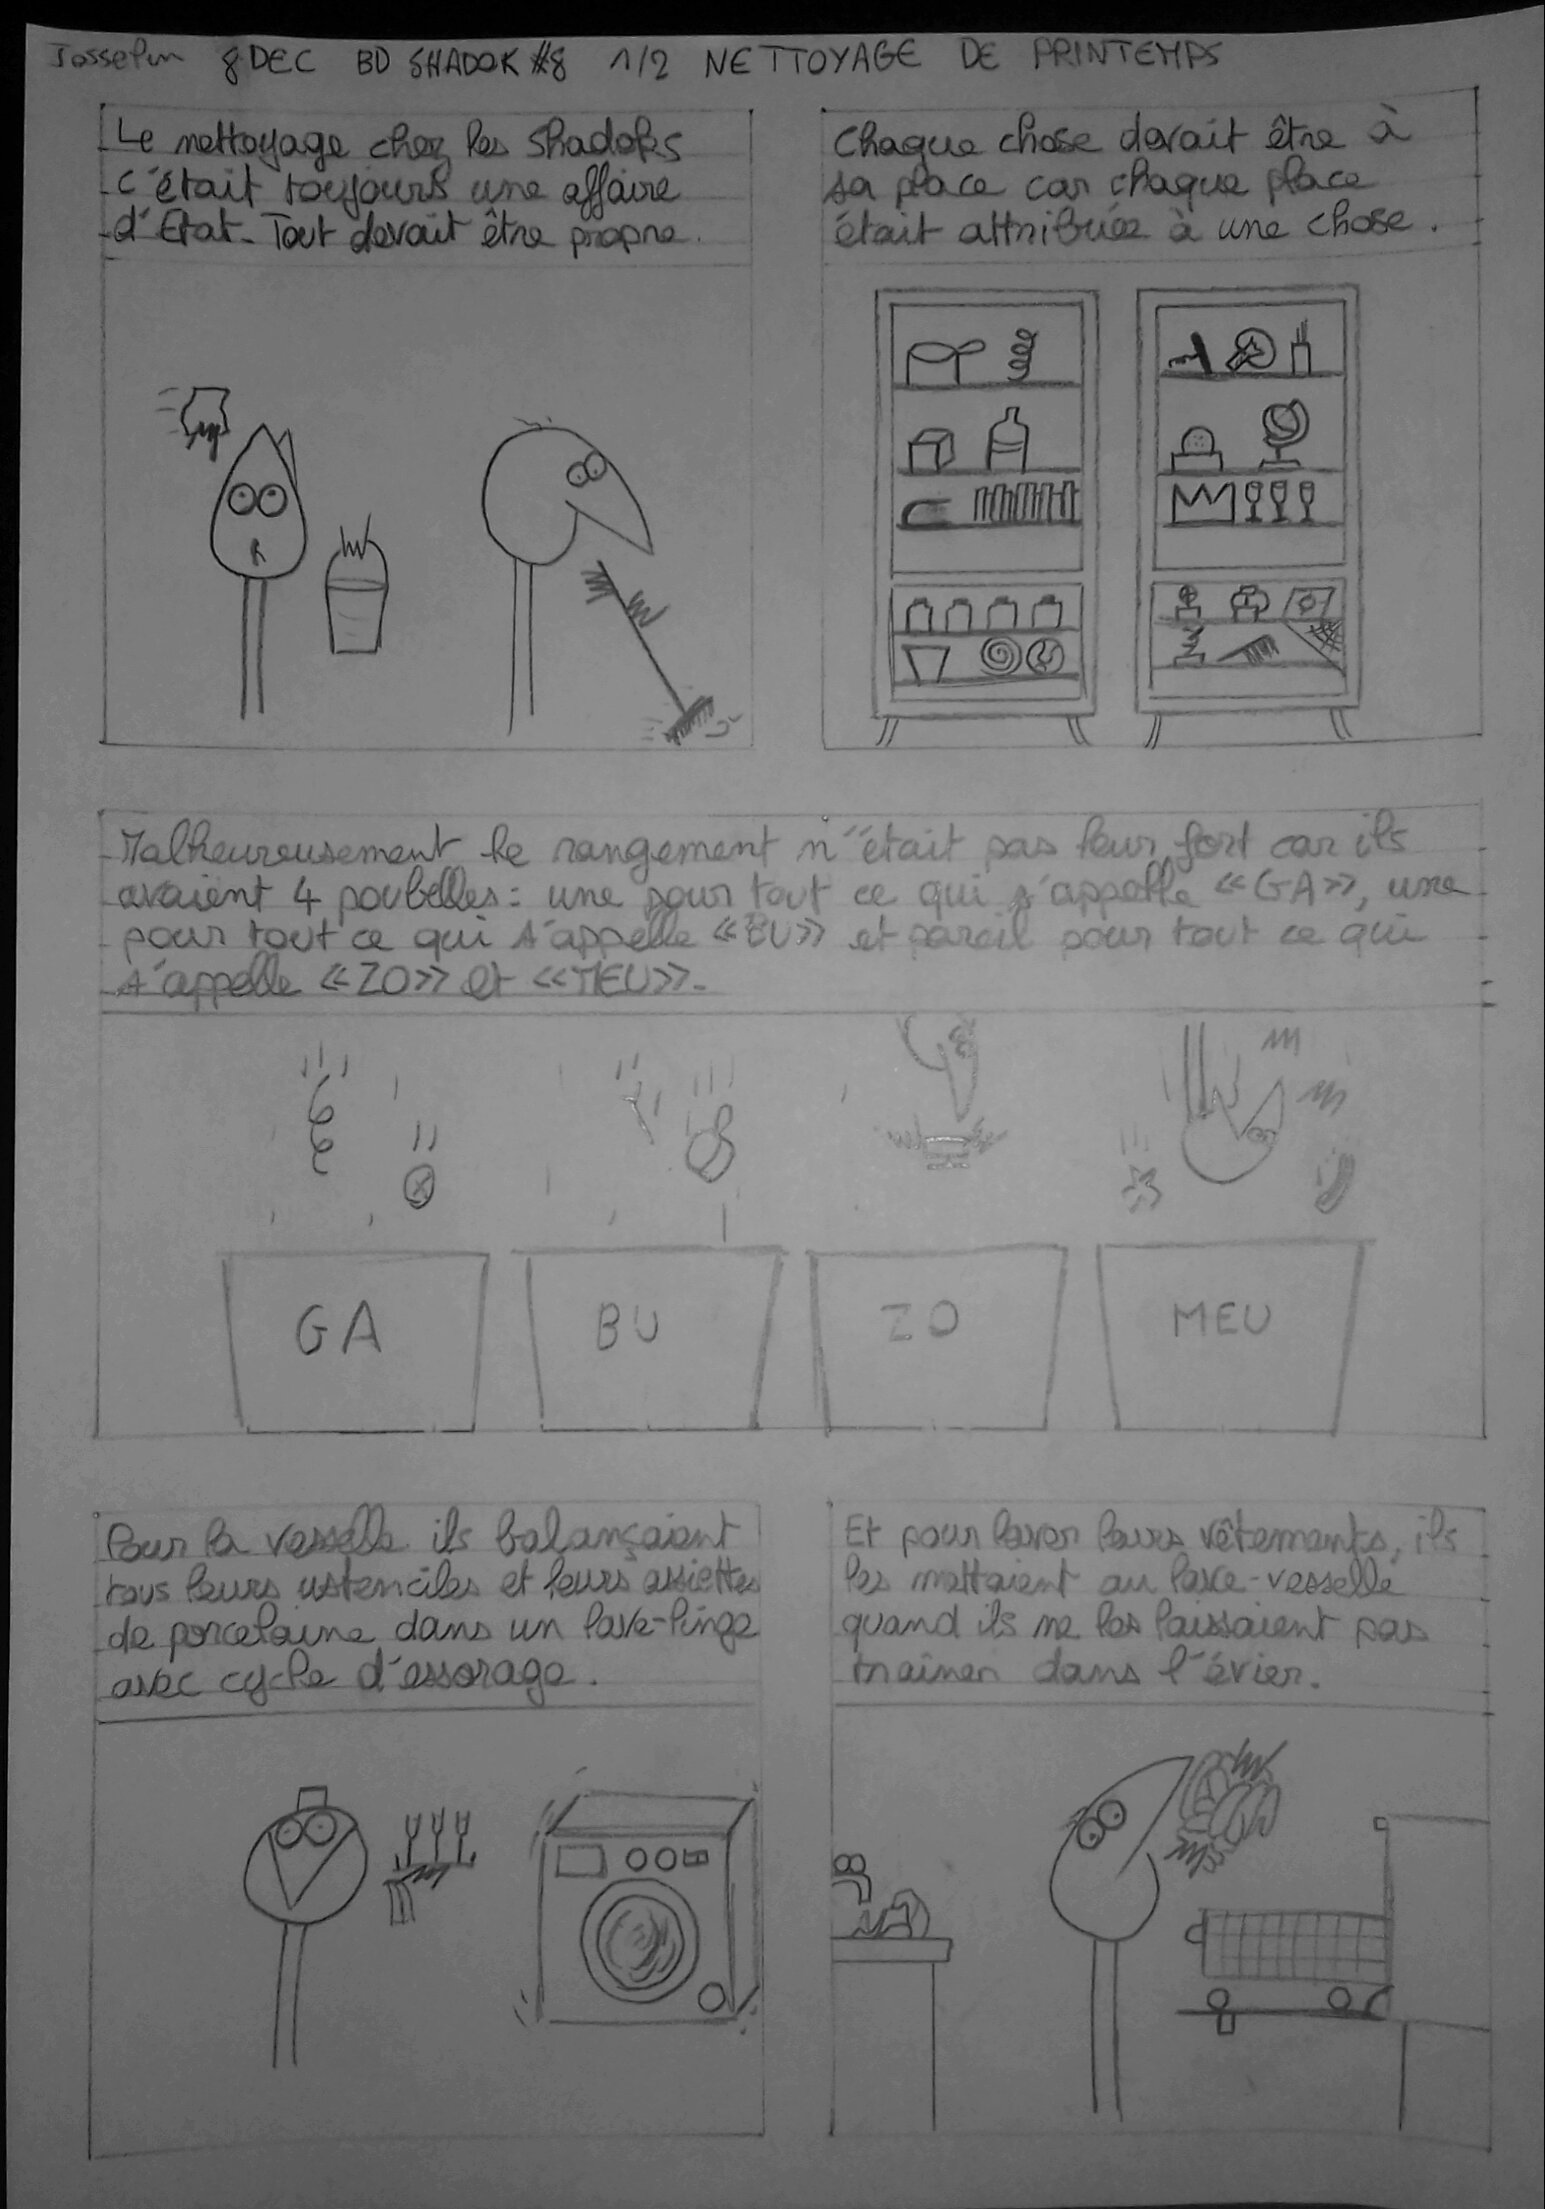 Josselin 8 DEC BD SHADOK #8 1/2 NETTOYAGE DE PRINTEMPS
Le nettoyage chez les Shadoks
c'était toujours une affaire
d'Etat. Tout devait être propre.
Chaque chose devait être à
sa place car chaque place
était attribuée à une chose.
Malheureusement le rangement n'était pas leur fort car ils
avaient 4 poubelles : une pour tout ce qui s'appelle «GA», une
pour tout ce qui s'appelle «BU» et pareil pour tout ce qui
s'appelle «ZO» et «MEU».
GA
BU
ZO
MEU
Pour la vaisselle ils balançaient
tous leurs ustenciles et leurs assiettes
de porcelaine dans un lave-linge
avec cycle d'essorage.
Et pour laver leurs vêtements, ils
les mettaient au lave-vaisselle
quand ils ne les laissaient pas
trainer dans l'évier.